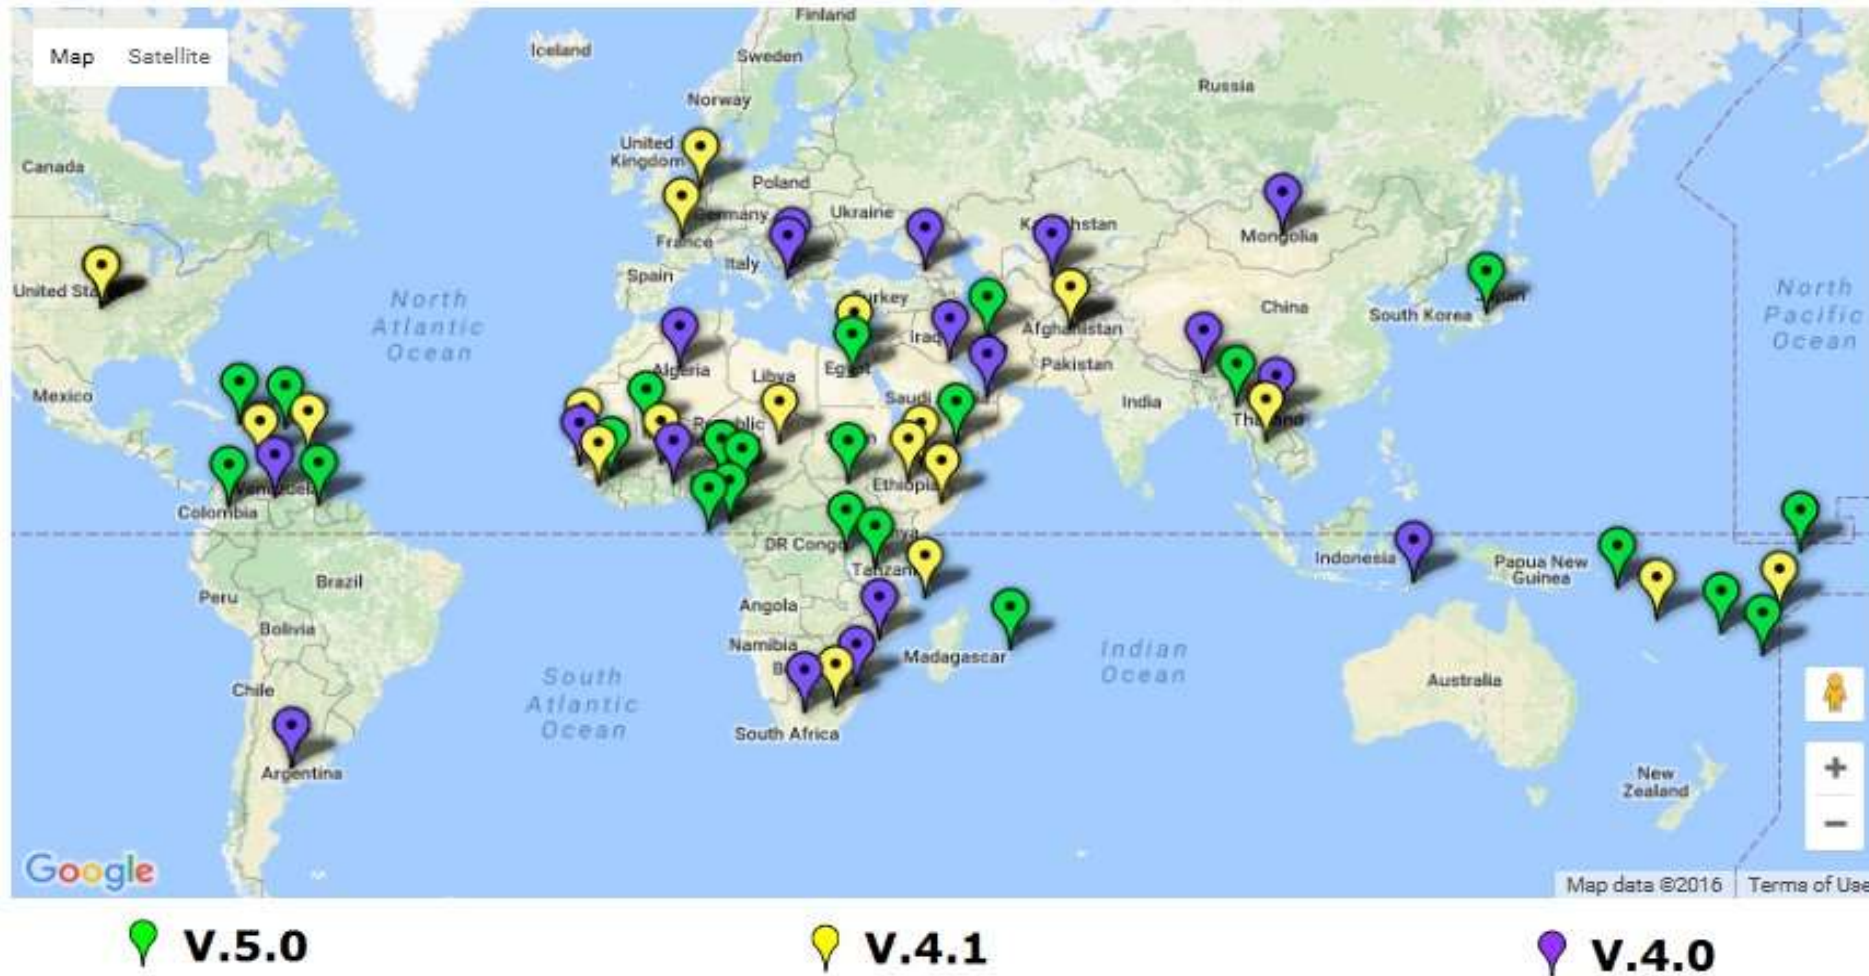 Finland
Map Satellite
Iceland
Sweden
Russia
Norway
United
Kingdom
Canada
Poland
Germany
Ukraine
France
Mongolia
Italy
Spain
United
North
Atlantic
Ocean
North
Pacific
Ocean
China
South Korea
Iraq
Afghanistan
Algeria
Pakistan
Libya
Mexico
Saudi
India
Ethiopia
Colombia
DR Congo
Indonesia
Papua New
Guinea
Brazil
Peru
Angola
Bolivia
Namibia
Madagascar
Indian
Ocean
South
Atlantic
Ocean
Australia
Chile
South Africa
Argentina
New
Zealand
+
−
Google
Map data ©2016 Terms of Use
V.5.0 V.4.1 V.4.0